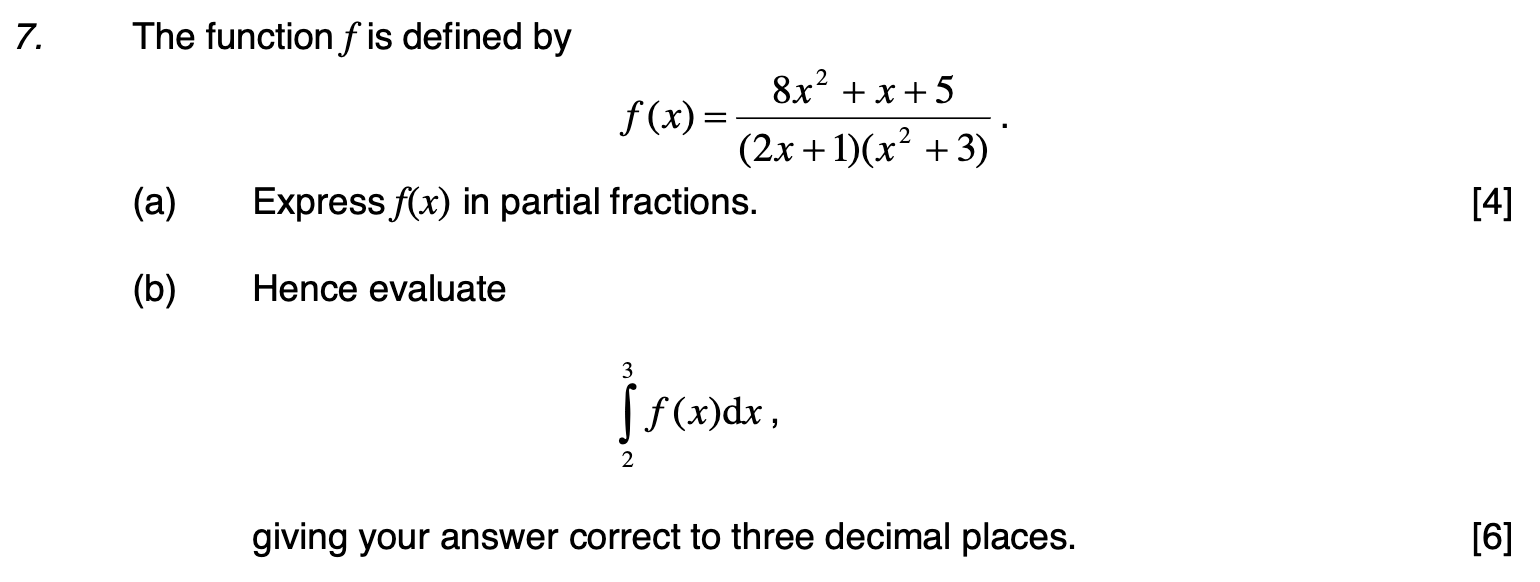 7. The function f is defined by
f(x) = \frac{8x^2 + x + 5}{(2x + 1)(x^2 + 3)} .
(a) Express f(x) in partial fractions. [4]
(b) Hence evaluate
\int_2^3 f(x)dx ,
giving your answer correct to three decimal places. [6]